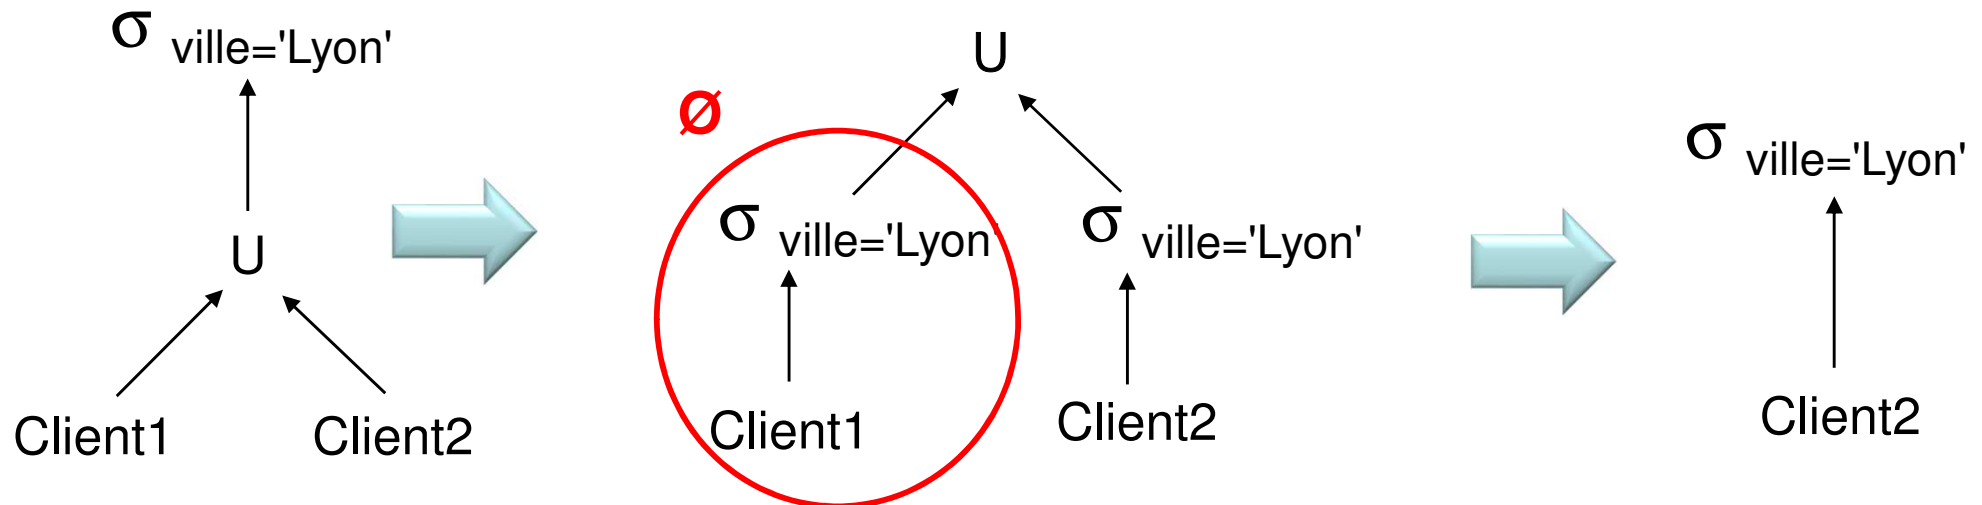 σ ville='Lyon'
U
Client1 Client2
Ø
U
σ ville='Lyon'
σ ville='Lyon'
Client1
Client2
σ ville='Lyon'
Client2